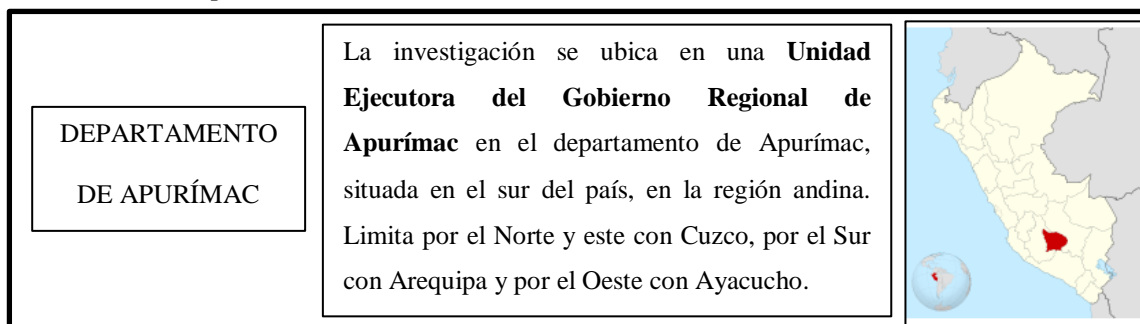 DEPARTAMENTO
DE APURÍMAC
La investigación se ubica en una Unidad
Ejecutora del Gobierno Regional de
Apurímac en el departamento de Apurímac,
situada en el sur del país, en la región andina.
Limita por el Norte y este con Cuzco, por el Sur
con Arequipa y por el Oeste con Ayacucho.